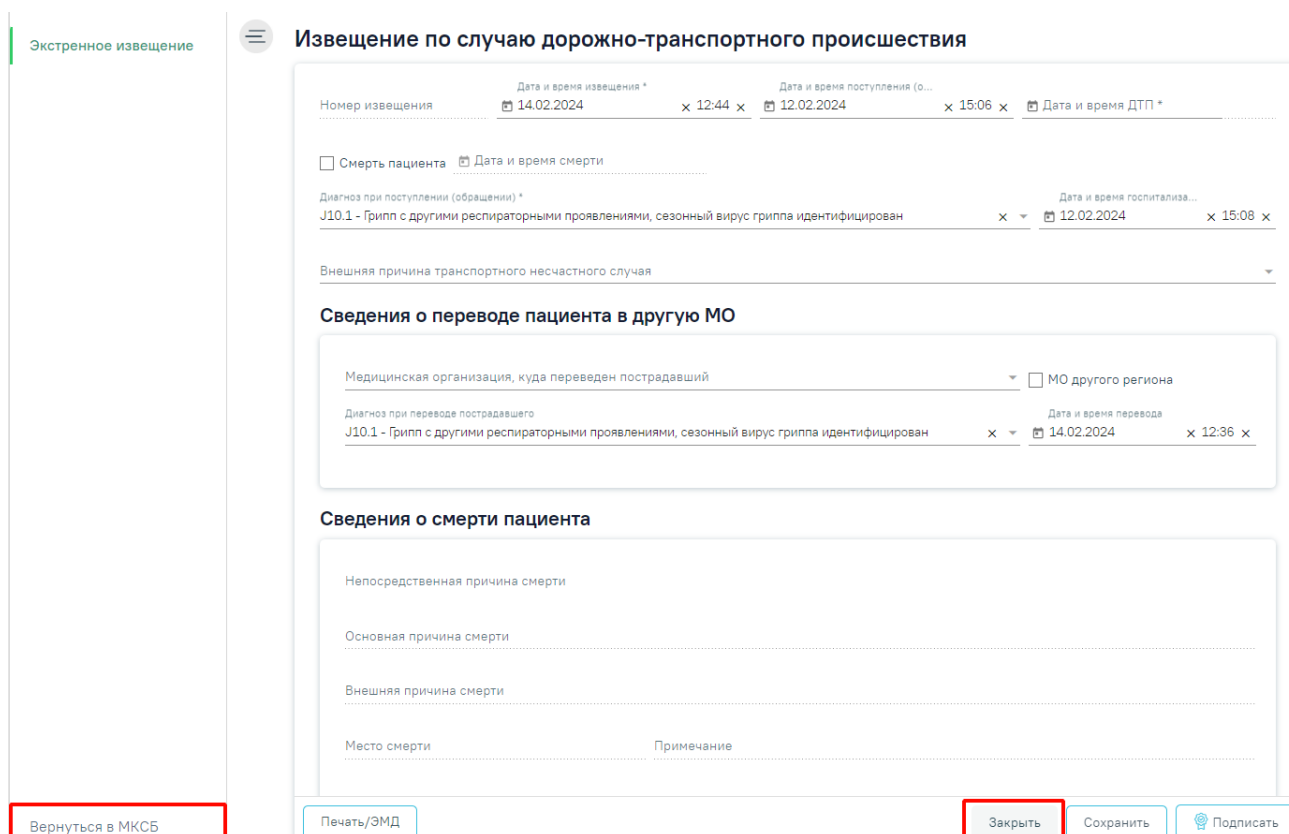 Экстренное извещение
Извещение по случаю дорожно-транспортного происшествия
Дата и время извещения * Дата и время поступления (о...
Номер извещения 14.02.2024 × 12:44 × 12.02.2024 × 15:06 × Дата и время ДТП *
Смерть пациента Дата и время смерти
Диагноз при поступлении (обращении) * Дата и время госпитализа...
J10.1 - Грипп с другими респираторными проявлениями, сезонный вирус гриппа идентифицирован × 12.02.2024 × 15:08 ×
Внешняя причина транспортного несчастного случая
Сведения о переводе пациента в другую МО
Медицинская организация, куда переведен пострадавший МО другого региона
Диагноз при переводе пострадавшего Дата и время перевода
J10.1 - Грипп с другими респираторными проявлениями, сезонный вирус гриппа идентифицирован × 14.02.2024 × 12:36 ×
Сведения о смерти пациента
Непосредственная причина смерти
Основная причина смерти
Внешняя причина смерти
Место смерти Примечание
Вернуться в МКСБ Печать/ЭМД Закрыть Сохранить Подписать